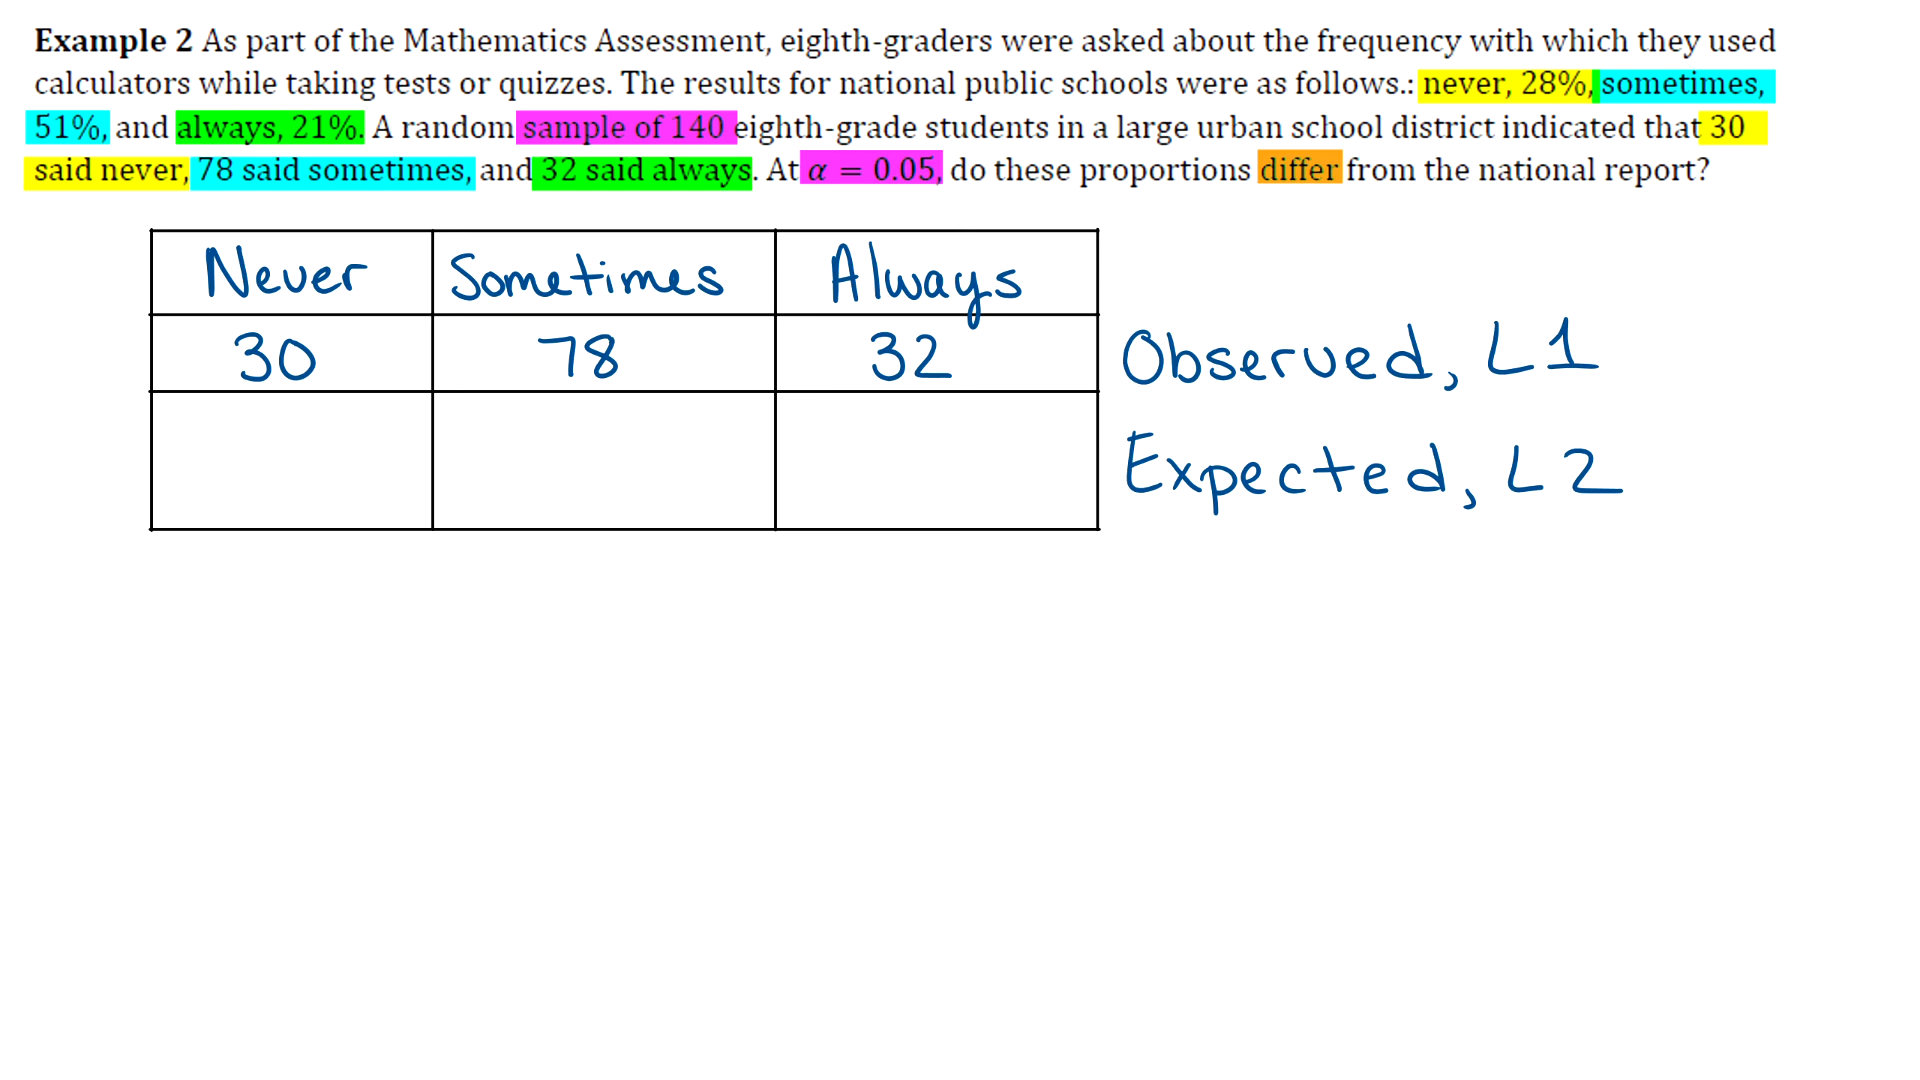 Example 2 As part of the Mathematics Assessment, eighth-graders were asked about the frequency with which they used
calculators while taking tests or quizzes. The results for national public schools were as follows.: never, 28%, sometimes,
51%, and always, 21%. A random sample of 140 eighth-grade students in a large urban school district indicated that 30
said never, 78 said sometimes, and 32 said always. At α = 0.05, do these proportions differ from the national report?
Never Sometimes Always
30 78 32 Observed, L1
Expected, L2